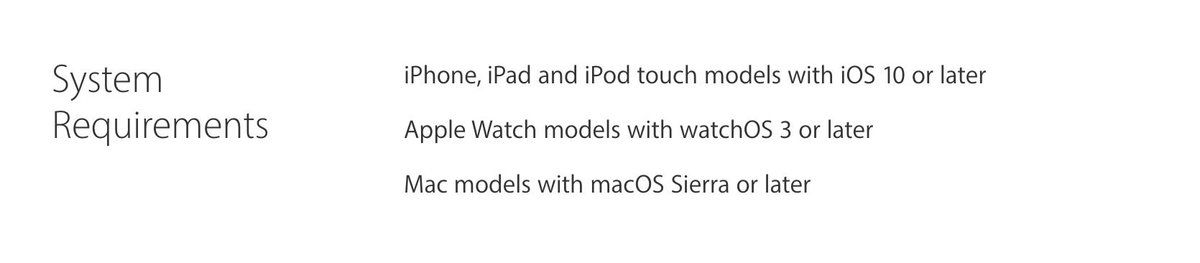 System
Requirements
iPhone, iPad and iPod touch models with iOS 10 or later
Apple Watch models with watchOS 3 or later
Mac models with macOS Sierra or later